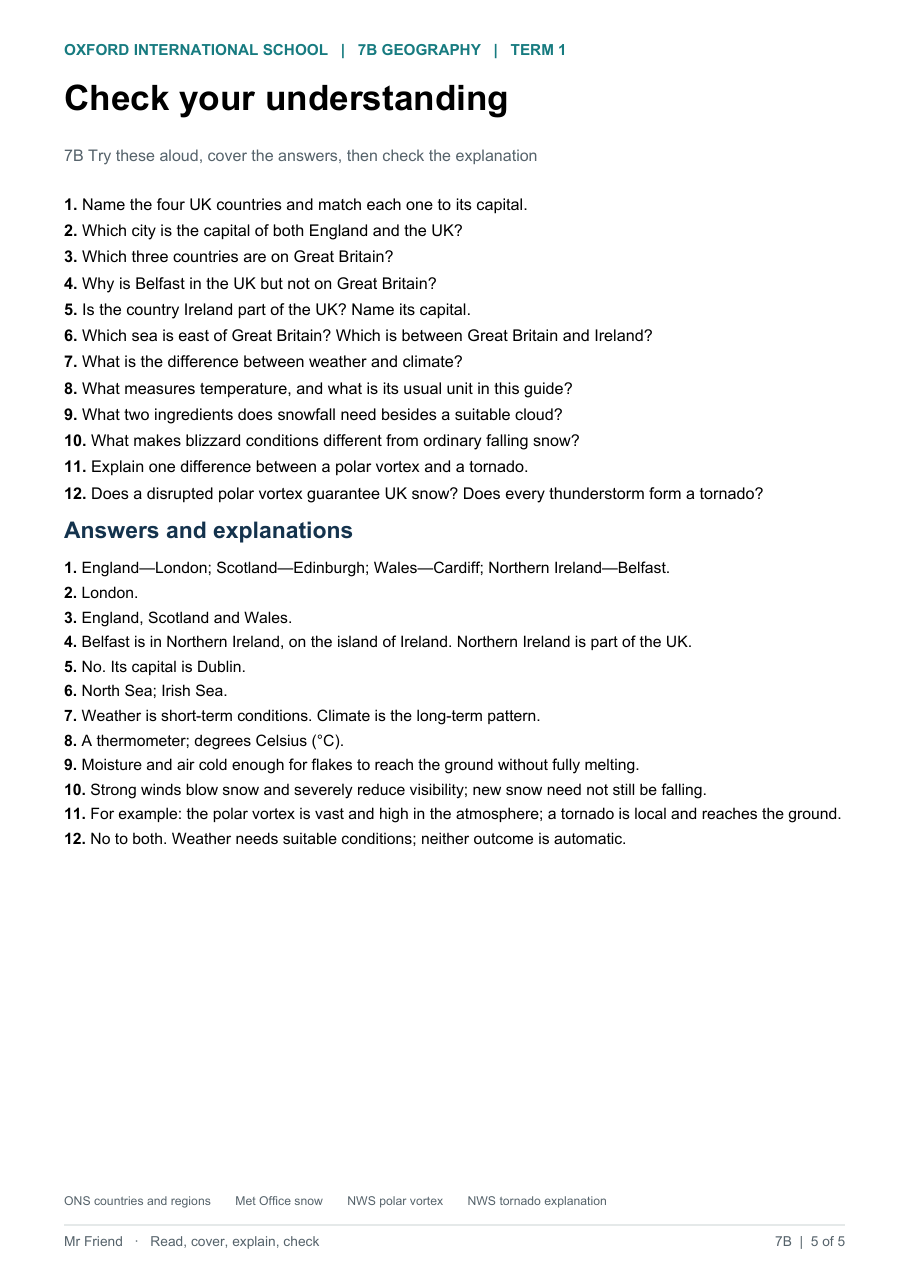 OXFORD INTERNATIONAL SCHOOL | 7B GEOGRAPHY | TERM 1
Check your understanding
7B Try these aloud, cover the answers, then check the explanation
1. Name the four UK countries and match each one to its capital.
2. Which city is the capital of both England and the UK?
3. Which three countries are on Great Britain?
4. Why is Belfast in the UK but not on Great Britain?
5. Is the country Ireland part of the UK? Name its capital.
6. Which sea is east of Great Britain? Which is between Great Britain and Ireland?
7. What is the difference between weather and climate?
8. What measures temperature, and what is its usual unit in this guide?
9. What two ingredients does snowfall need besides a suitable cloud?
10. What makes blizzard conditions different from ordinary falling snow?
11. Explain one difference between a polar vortex and a tornado.
12. Does a disrupted polar vortex guarantee UK snow? Does every thunderstorm form a tornado?
Answers and explanations
1. England—London; Scotland—Edinburgh; Wales—Cardiff; Northern Ireland—Belfast.
2. London.
3. England, Scotland and Wales.
4. Belfast is in Northern Ireland, on the island of Ireland. Northern Ireland is part of the UK.
5. No. Its capital is Dublin.
6. North Sea; Irish Sea.
7. Weather is short-term conditions. Climate is the long-term pattern.
8. A thermometer; degrees Celsius (°C).
9. Moisture and air cold enough for flakes to reach the ground without fully melting.
10. Strong winds blow snow and severely reduce visibility; new snow need not still be falling.
11. For example: the polar vortex is vast and high in the atmosphere; a tornado is local and reaches the ground.
12. No to both. Weather needs suitable conditions; neither outcome is automatic.
ONS countries and regions Met Office snow NWS polar vortex NWS tornado explanation
Mr Friend · Read, cover, explain, check 7B | 5 of 5